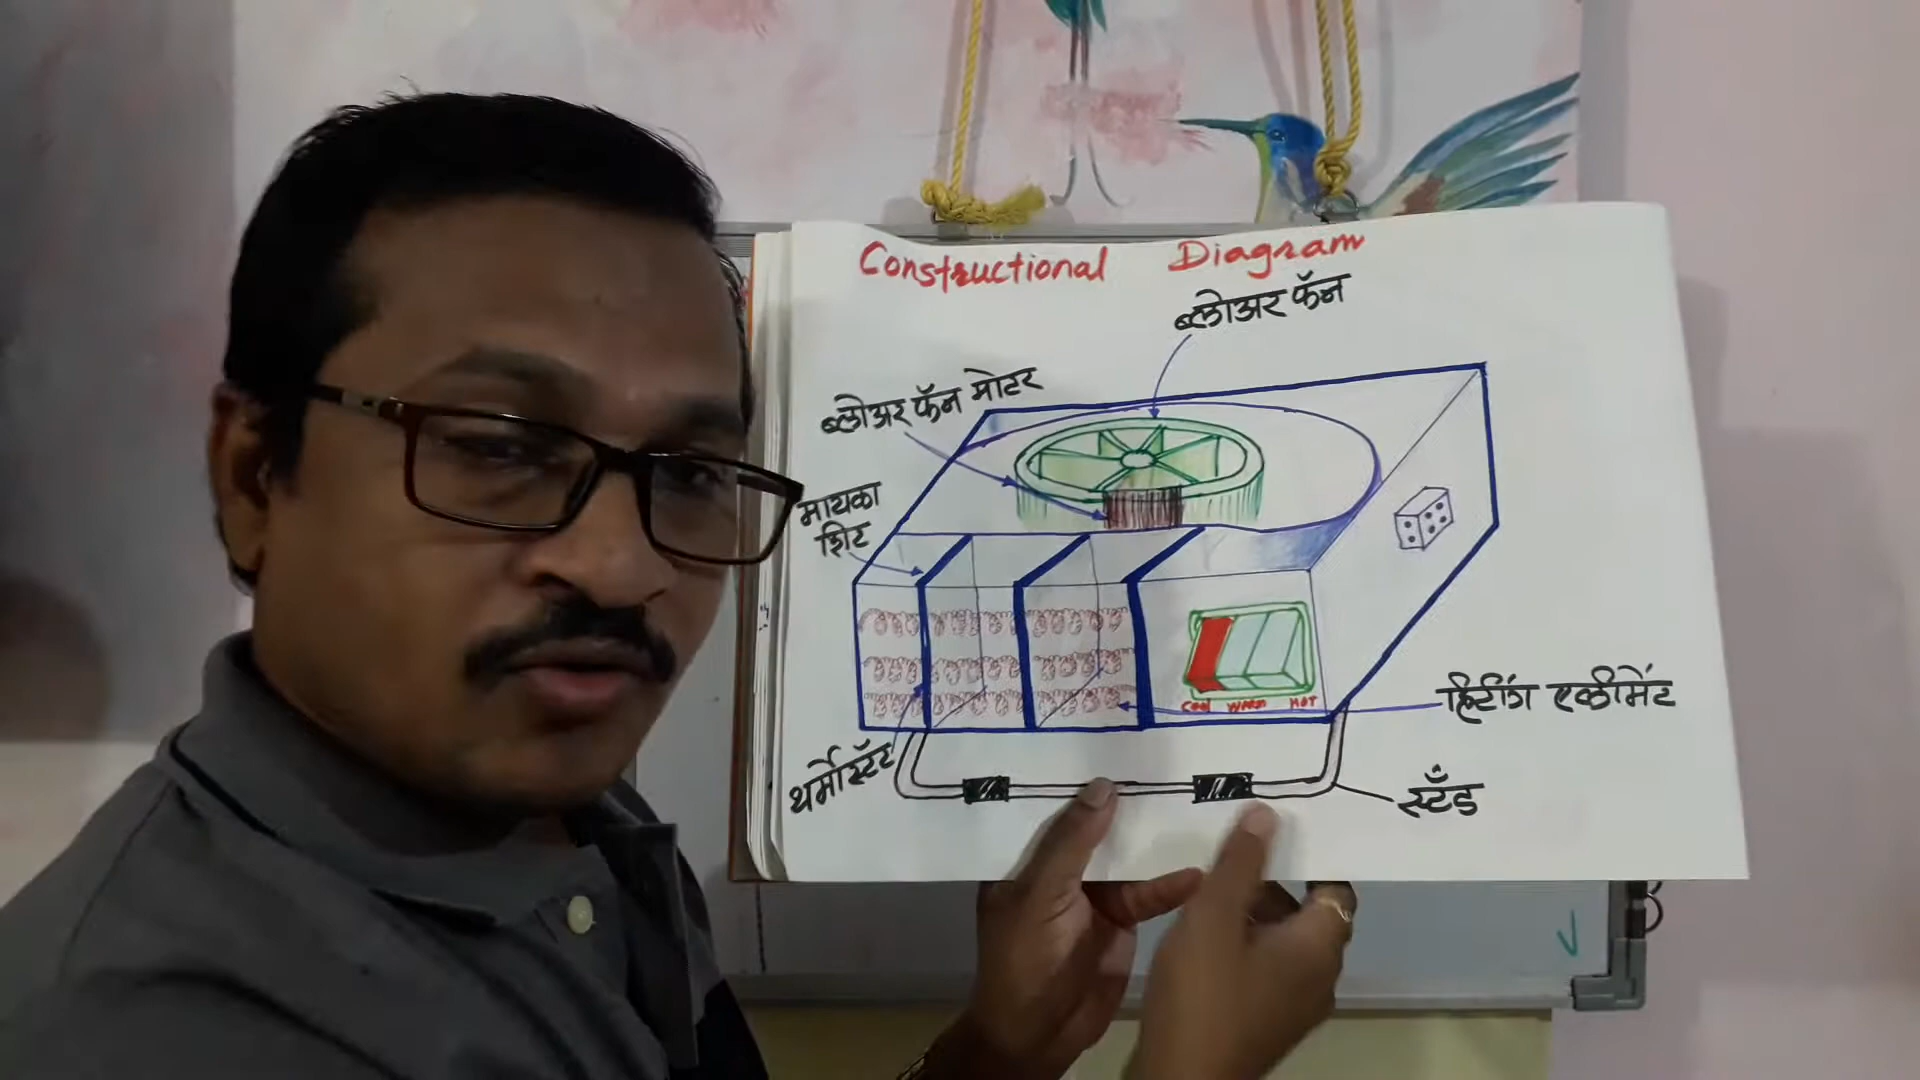 Constructional Diagram
ब्लोअर फॅन
ब्लोअर फॅन मोटर
मायका
शिट
हिटींग एलीमेंट
COOL WARM HOT
थर्मोस्टॅट
स्टँड